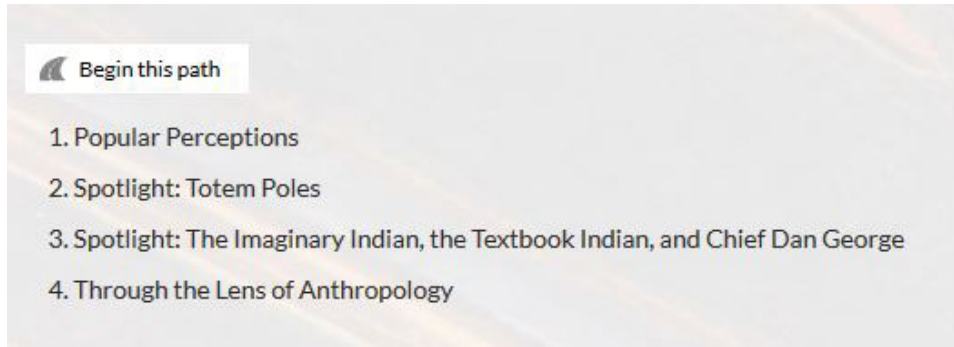 Begin this path
1. Popular Perceptions
2. Spotlight: Totem Poles
3. Spotlight: The Imaginary Indian, the Textbook Indian, and Chief Dan George
4. Through the Lens of Anthropology